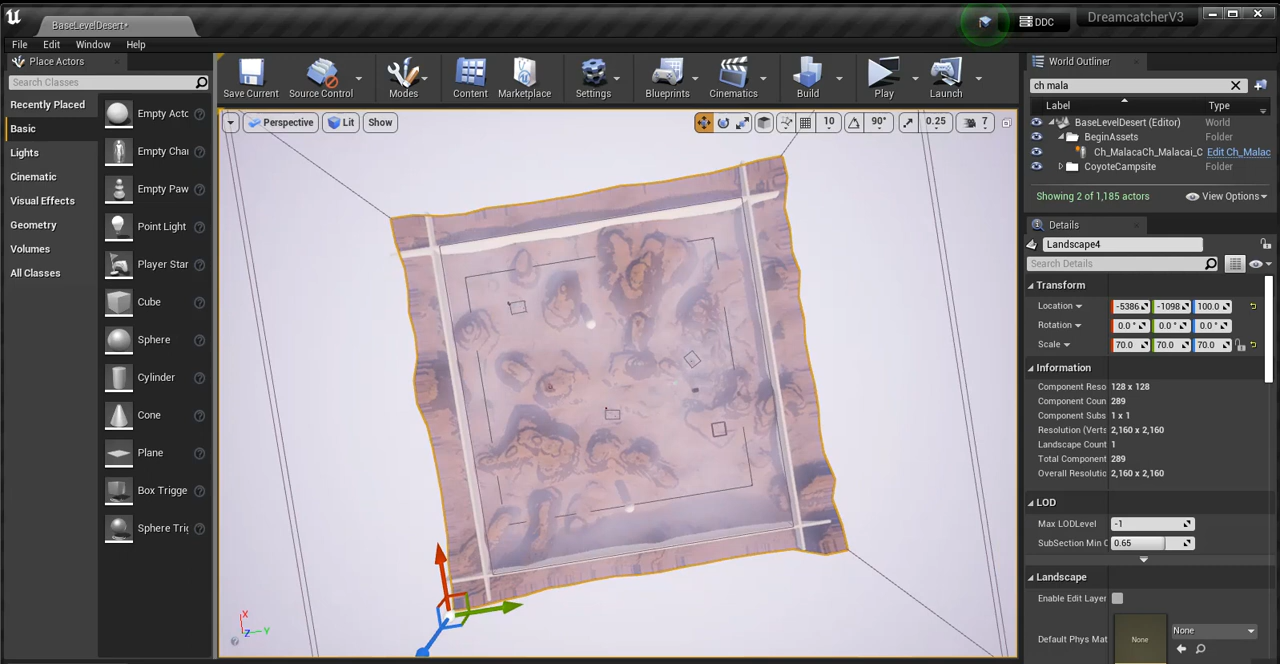 BaseLevelDesert*
DDC
DreamcatcherV3
File Edit Window Help
Place Actors
Search Classes
Recently Placed
Basic
Lights
Cinematic
Visual Effects
Geometry
Volumes
All Classes
Empty Actc
Empty Chai
Empty Paw
Point Light
Player Star
Cube
Sphere
Cylinder
Cone
Plane
Box Trigge
Sphere Tri
Save Current
Source Control
Modes
Content
Marketplace
Settings
Blueprints
Cinematics
Build
Play
Launch
Perspective
Lit
Show
10
90°
0.25
7
X
Z Y
World Outliner
ch mala
Label Type
BaseLevelDesert (Editor) World
BeginAssets Folder
Ch_MalacaCh_Malacai_C Edit Ch_Malac
CoyoteCampsite Folder
Showing 2 of 1,185 actors
View Options
Details
Landscape4
Search Details
Transform
Location -5386 -1098 100.0
Rotation 0.0 ° 0.0 ° 0.0 °
Scale 70.0 70.0 70.0
Information
Component Reso 128 x 128
Component Coun 289
Component Subs 1 x 1
Resolution (Verts 2,160 x 2,160
Landscape Count 1
Total Component 289
Overall Resolutic 2,160 x 2,160
LOD
Max LODLevel -1
SubSection Min C 0.65
Landscape
Enable Edit Layer
Default Phys Mat None None